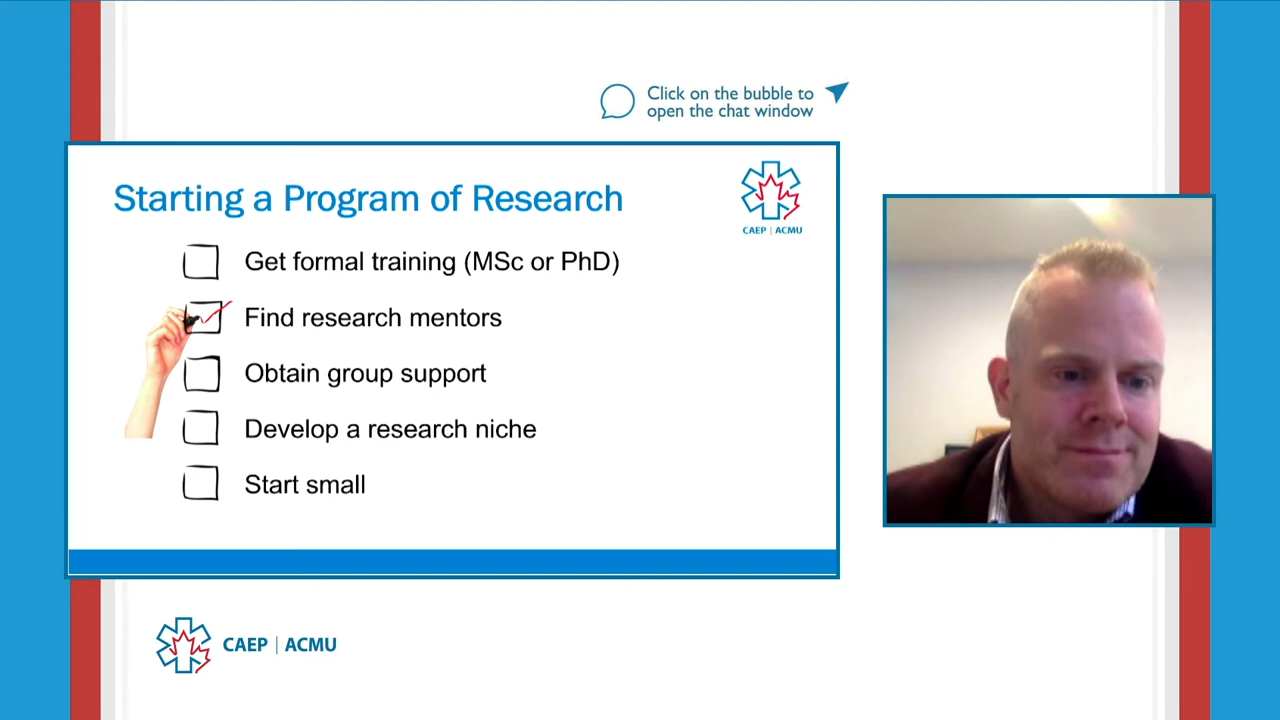 Click on the bubble to
open the chat window
Starting a Program of Research
CAEP | ACMU
Get formal training (MSc or PhD)
Find research mentors
Obtain group support
Develop a research niche
Start small
CAEP | ACMU